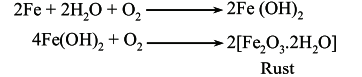 2Fe + 2H₂O + O₂ ⟶ 2Fe (OH)₂
4Fe(OH)₂ + O₂ ⟶ 2[Fe₂O₃.2H₂O]
Rust